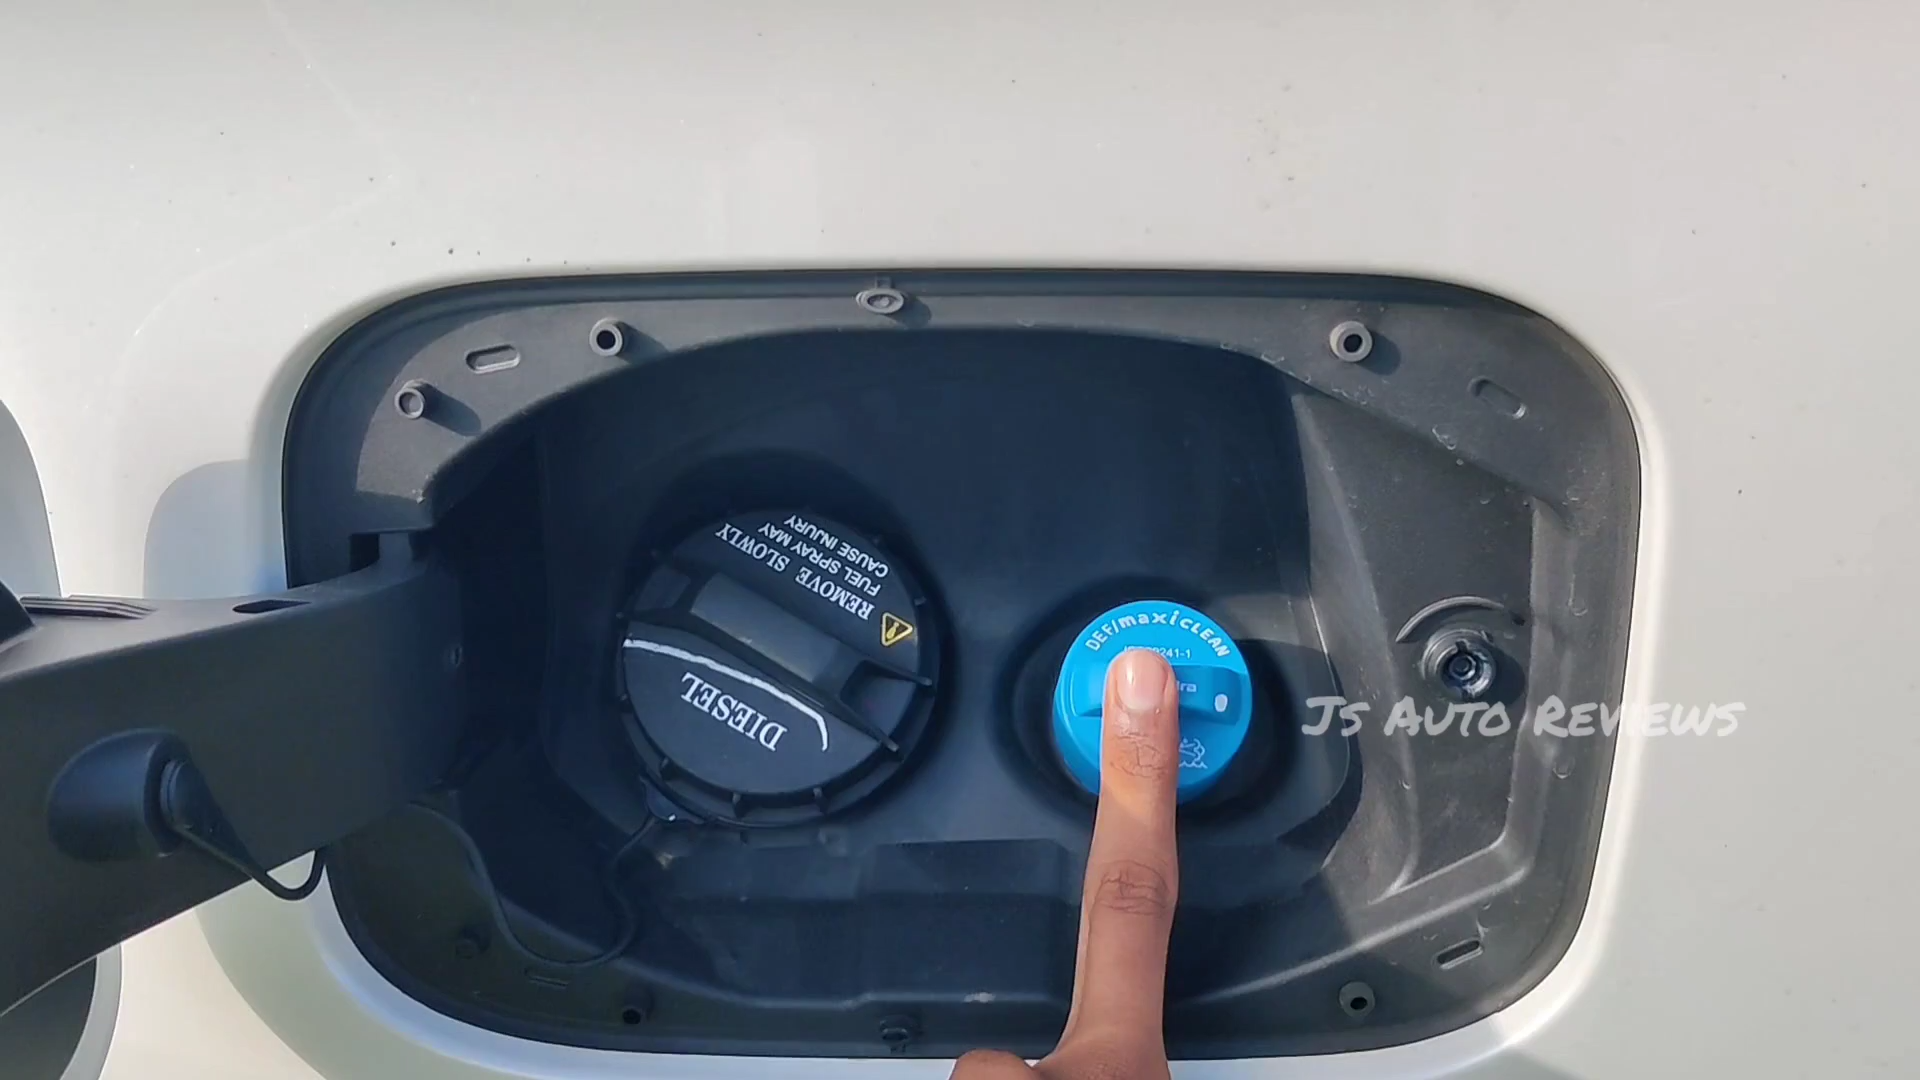 REMOVE SLOWLY
FUEL SPRAY MAY
CAUSE INJURY
DIESEL
DEF/maxiCLEAN
Js Auto Reviews